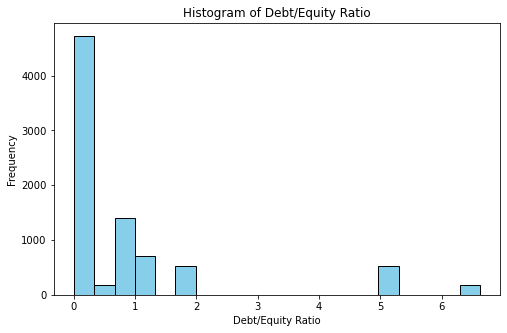 Histogram of Debt/Equity Ratio
Frequency
4000
3000
2000
1000
0
0 1 2 3 4 5 6
Debt/Equity Ratio